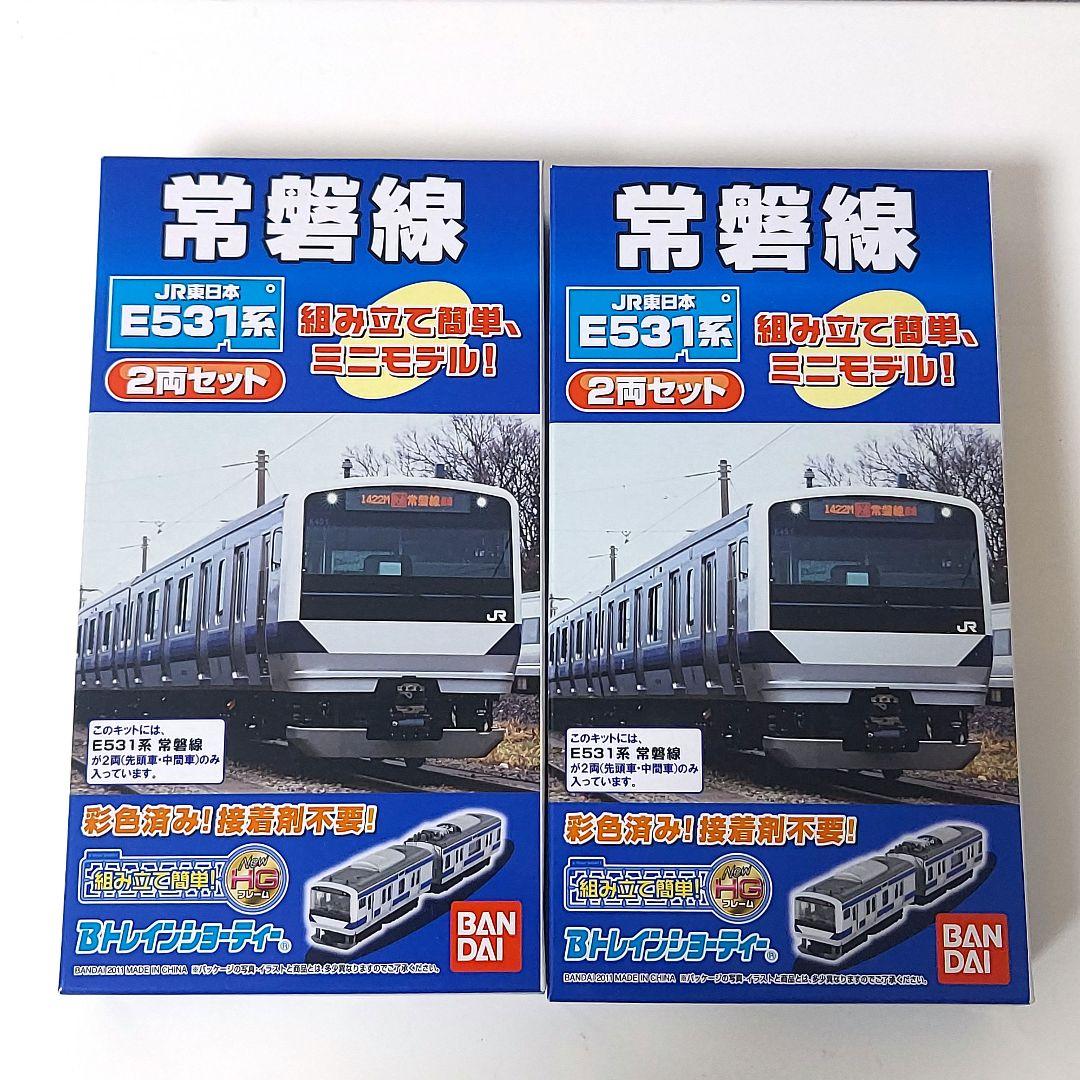 常磐線
JR東日本
E531系
2両セット
組み立て簡単、
ミニモデル!
1422M 常磐線
K451
JR
このキットには、
E531系 常磐線
が2両(先頭車・中間車)のみ
入っています。
彩色済み!接着剤不要!
組み立て簡単!
New
HG
フレーム
Bトレインショーティー®
BAN
DAI
BANDAI 2011 MADE IN CHINA ※パッケージの写真・イラストと商品とは、多少異なりますのでご了承ください。
常磐線
JR東日本
E531系
2両セット
組み立て簡単、
ミニモデル!
1422M 常磐線
K451
JR
このキットには、
E531系 常磐線
が2両(先頭車・中間車)のみ
入っています。
彩色済み!接着剤不要!
組み立て簡単!
New
HG
フレーム
Bトレインショーティー®
BAN
DAI
BANDAI 2011 MADE IN CHINA ※パッケージの写真・イラストと商品とは、多少異なりますのでご了承ください。